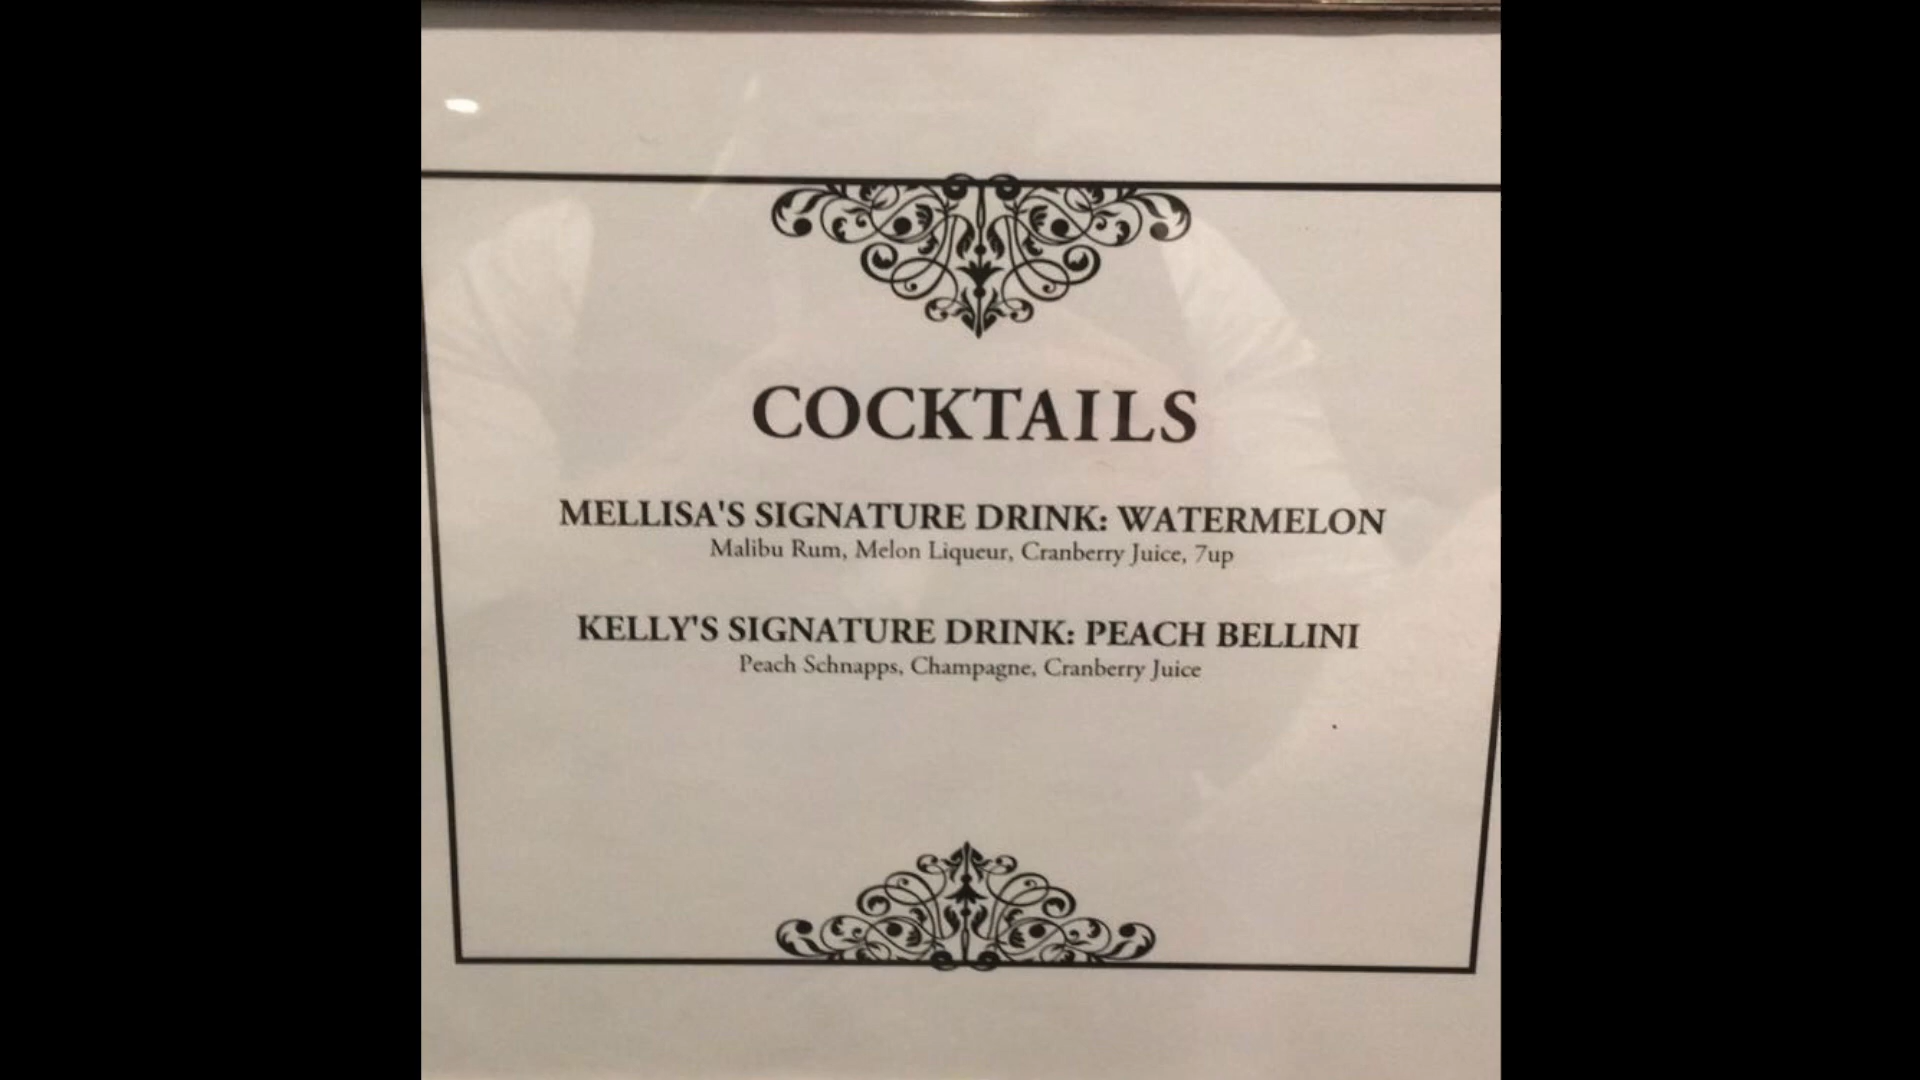 COCKTAILS
MELLISA'S SIGNATURE DRINK: WATERMELON
Malibu Rum, Melon Liqueur, Cranberry Juice, 7up
KELLY'S SIGNATURE DRINK: PEACH BELLINI
Peach Schnapps, Champagne, Cranberry Juice